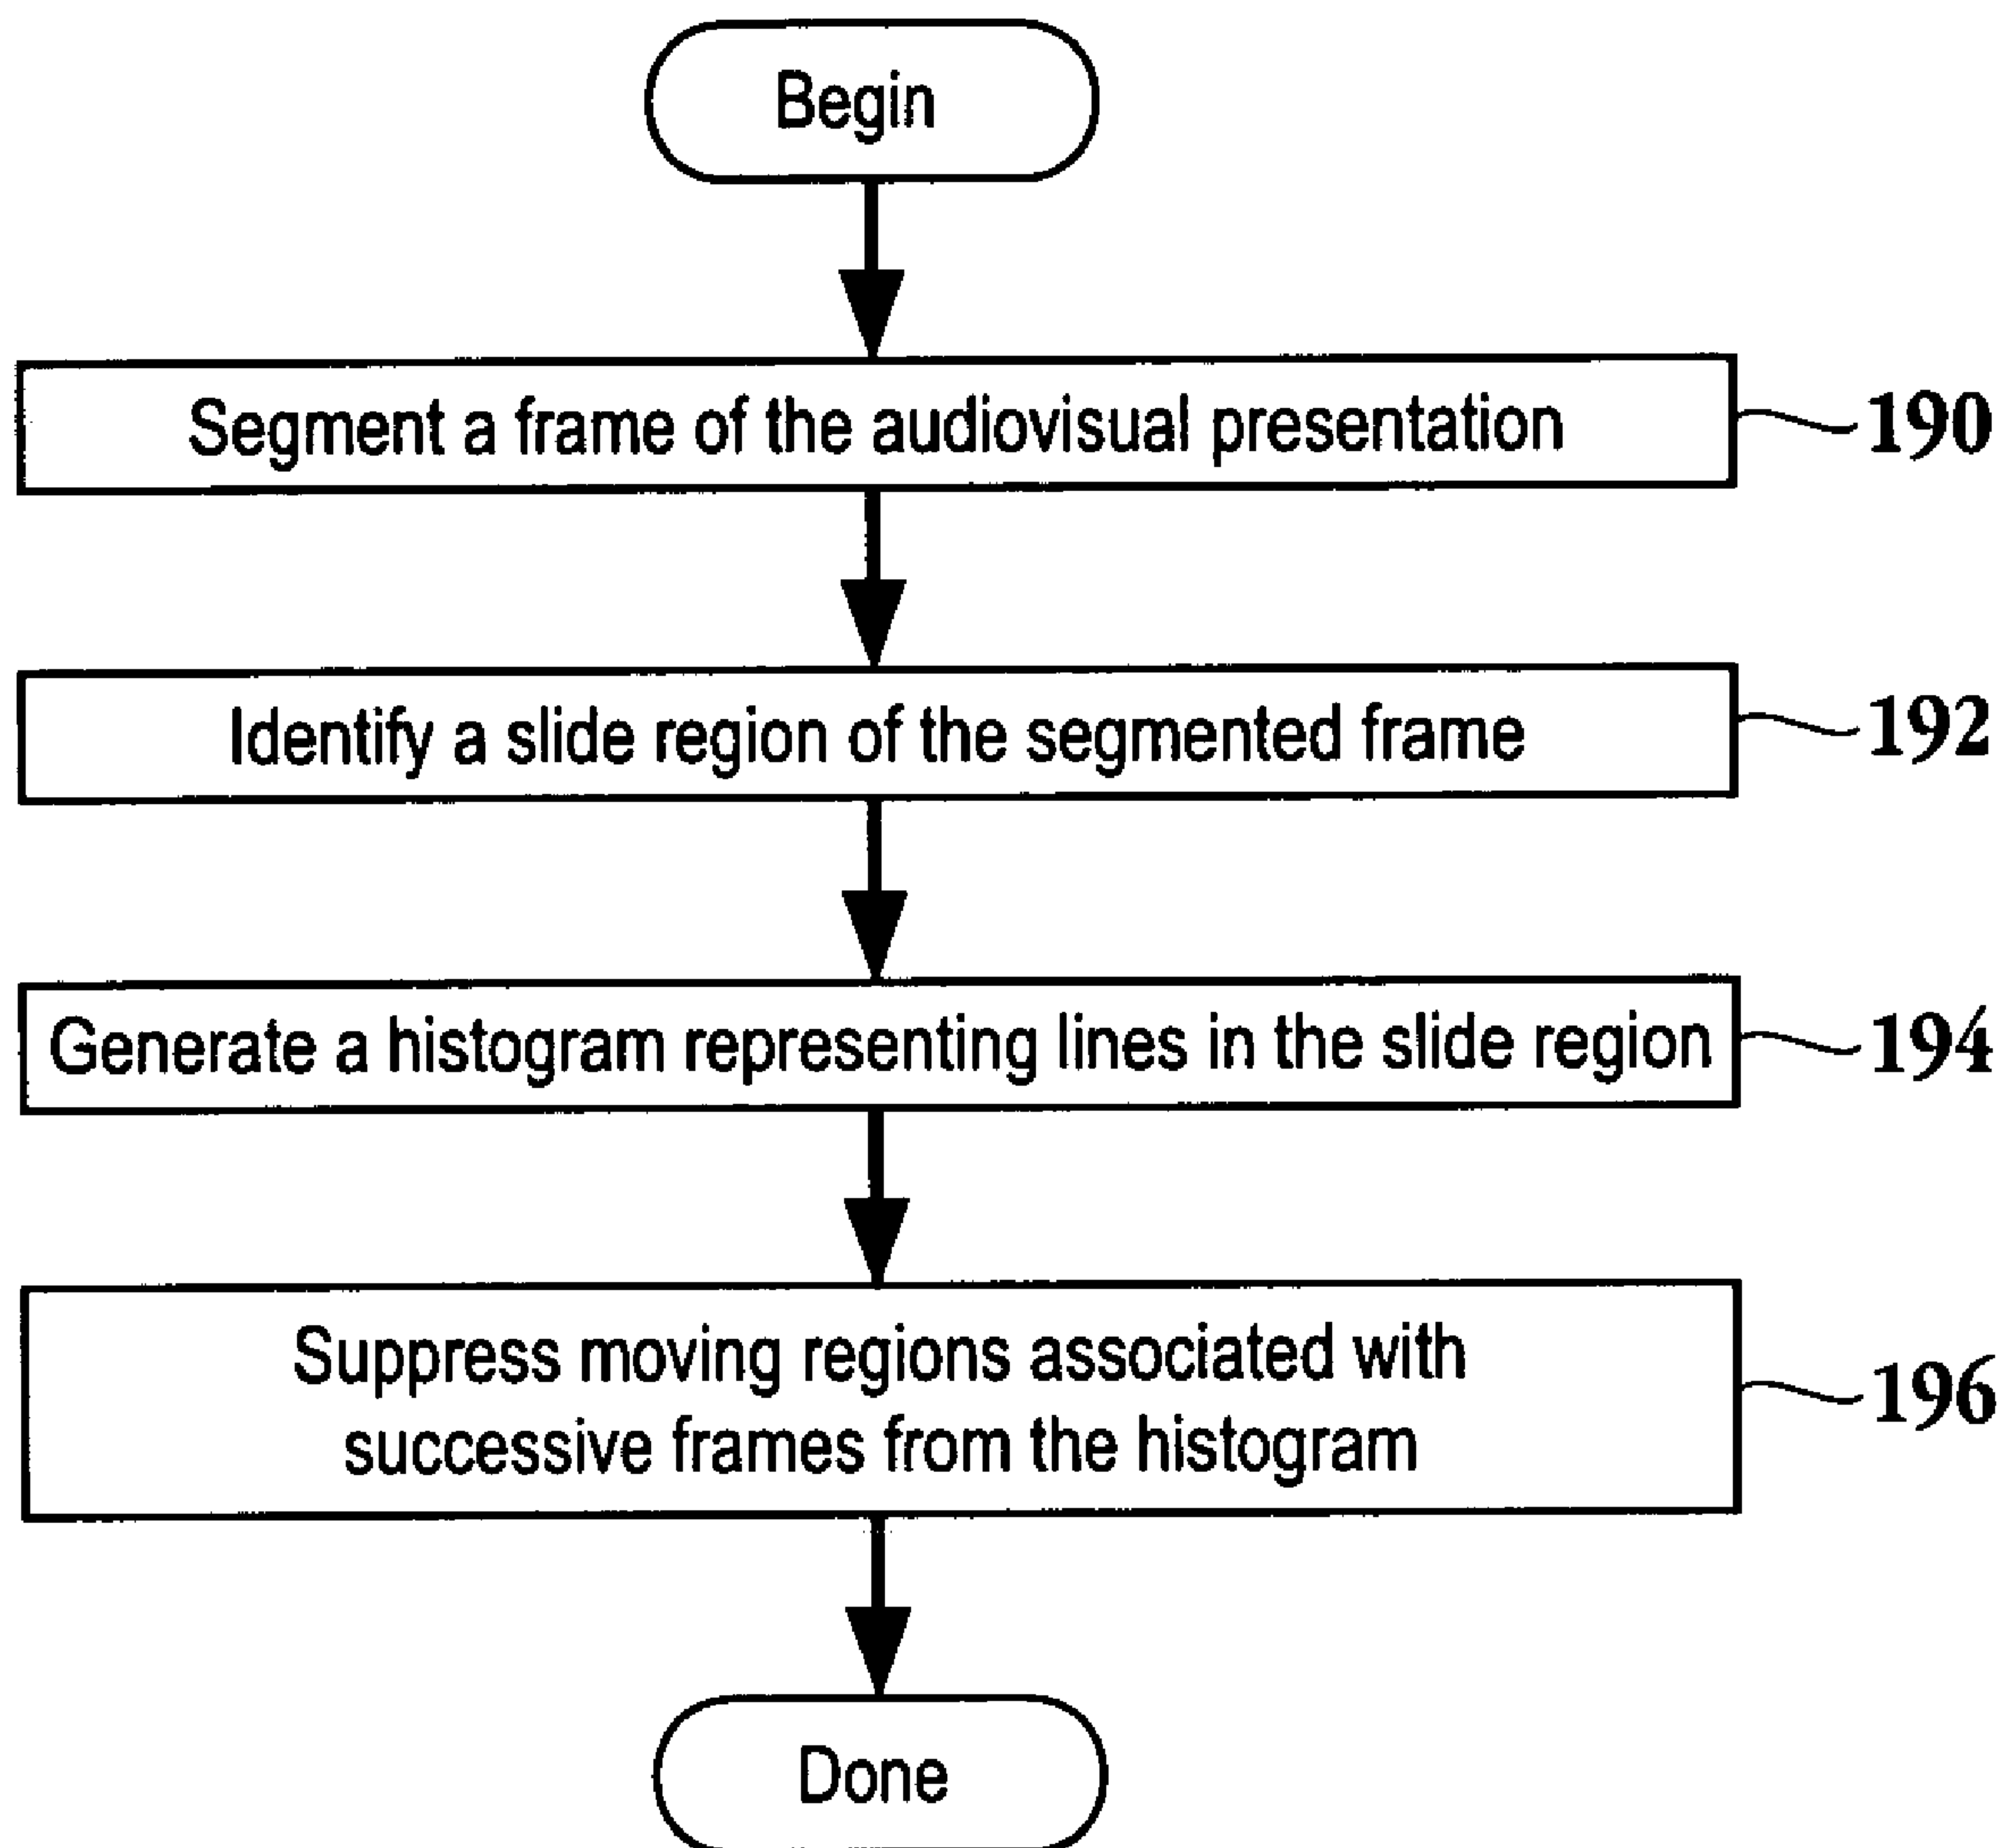 Begin
Segment a frame of the audiovisual presentation
190
Identify a slide region of the segmented frame
192
Generate a histogram representing lines in the slide region
194
Suppress moving regions associated with
successive frames from the histogram
196
Done